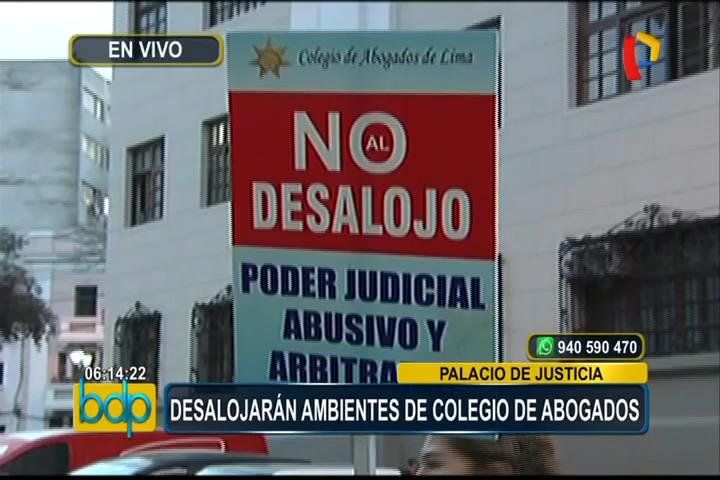 EN VIVO
Colegio de Abogados de Lima
NO AL
DESALOJO
PODER JUDICIAL
ABUSIVO Y
940 590 470
06:14:22
PALACIO DE JUSTICIA
bdp
DESALOJARÁN AMBIENTES DE COLEGIO DE ABOGADOS